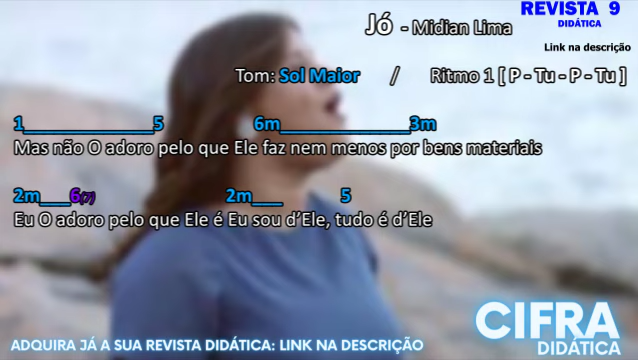 REVISTA 9
DIDÁTICA
Jó - Midian Lima
Link na descrição
Tom: Sol Maior / Ritmo 1 [ P - Tu - P - Tu ]
1______________5 6m______________3m
Mas não O adoro pelo que Ele faz nem menos por bens materiais
2m___6(7) 2m___ 5
Eu O adoro pelo que Ele é Eu sou d’Ele, tudo é d’Ele
CIFRA
DIDÁTICA
ADQUIRA JÁ A SUA REVISTA DIDÁTICA: LINK NA DESCRIÇÃO